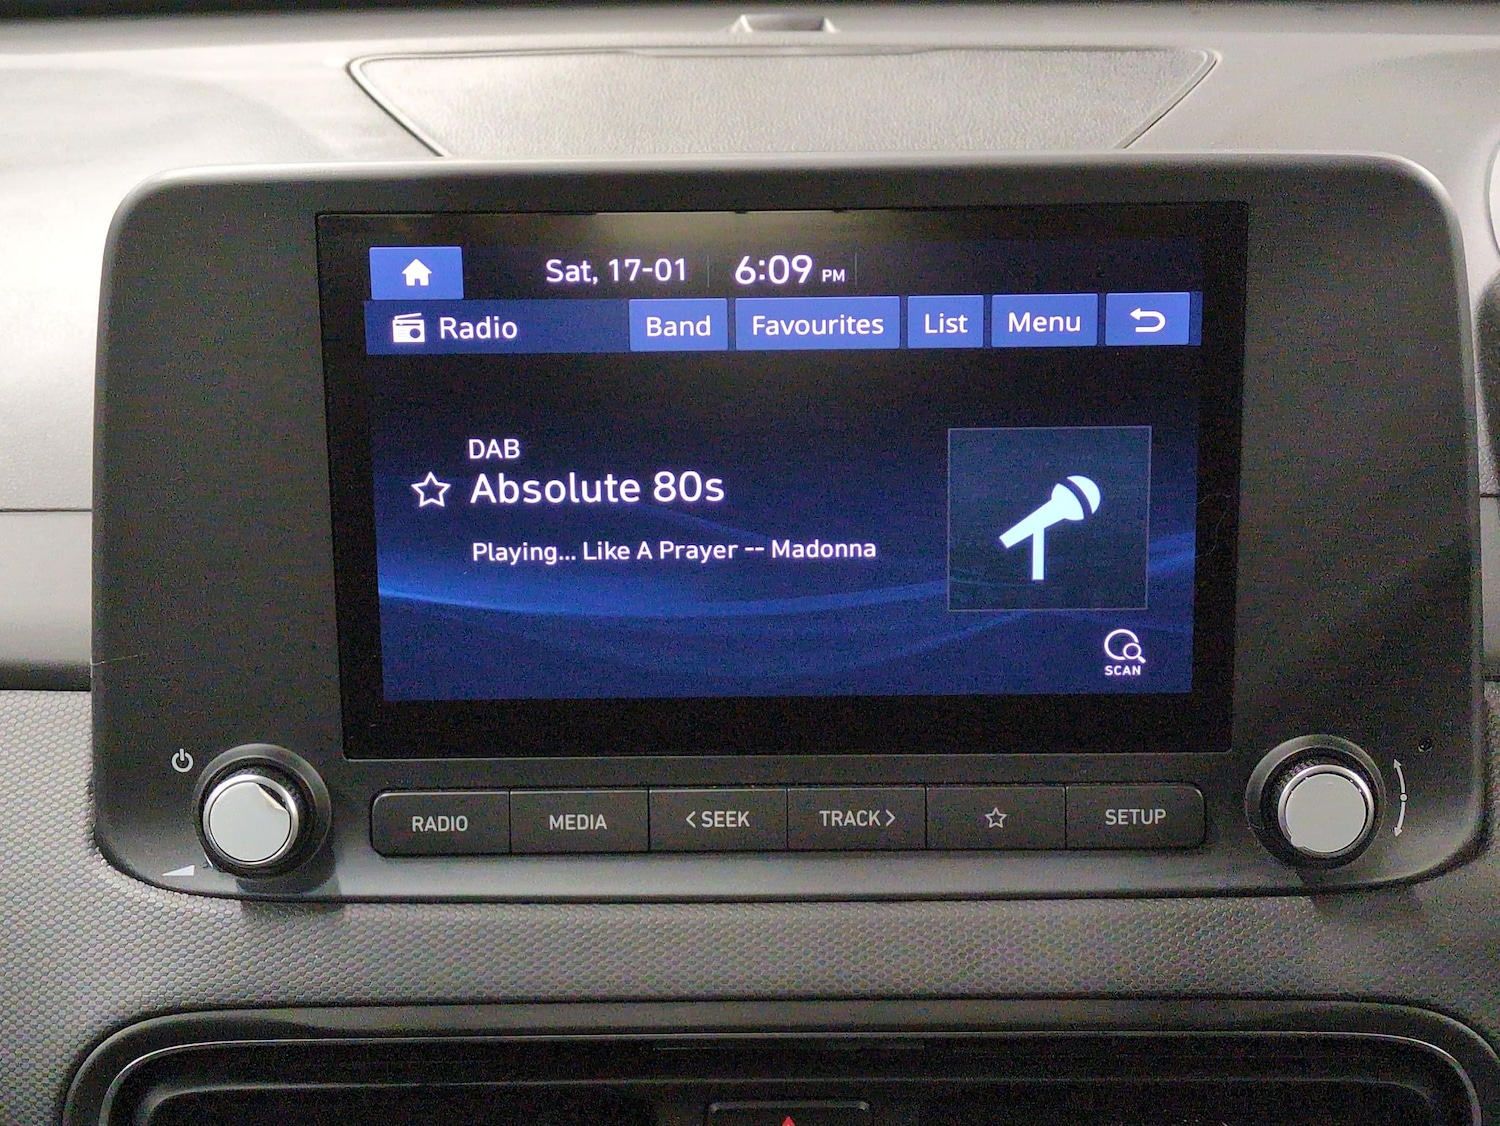 Sat, 17-01 6:09 PM
Radio Band Favourites List Menu
DAB
Absolute 80s
Playing... Like A Prayer -- Madonna
SCAN
RADIO MEDIA < SEEK TRACK > SETUP